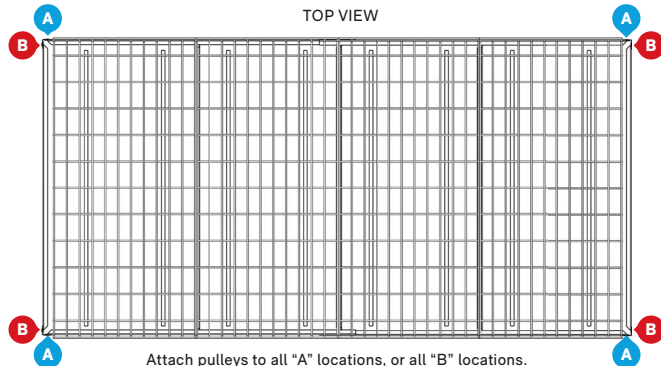 TOP VIEW
A
A
B
B
B
B
A
A
Attach pulleys to all “A” locations, or all “B” locations.